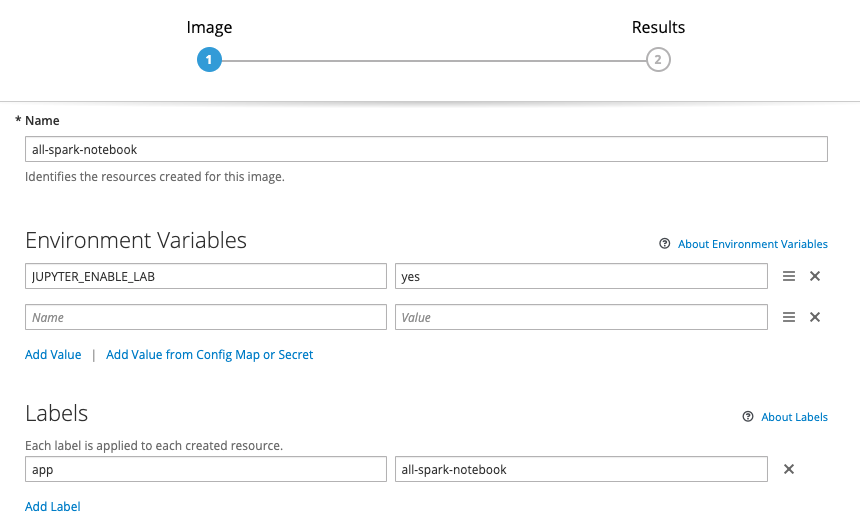 Image Results
1 2
* Name
all-spark-notebook
Identifies the resources created for this image.
Environment Variables
About Environment Variables
JUPYTER_ENABLE_LAB yes
Name Value
Add Value | Add Value from Config Map or Secret
Labels
About Labels
Each label is applied to each created resource.
app all-spark-notebook
Add Label